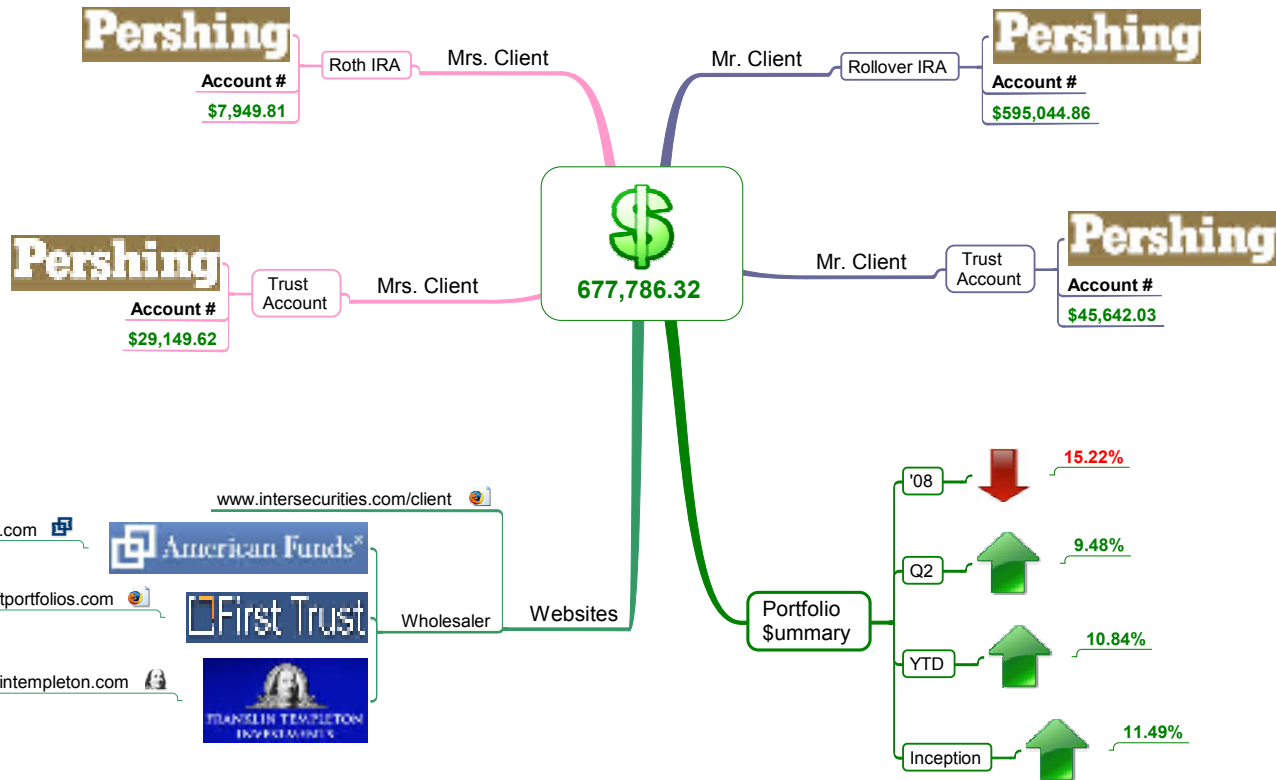 Pershing
Account #
$7,949.81
Roth IRA
Mrs. Client
Mr. Client
Rollover IRA
Pershing
Account #
$595,044.86
Pershing
Account #
$29,149.62
Trust
Account
Mrs. Client
$
677,786.32
Mr. Client
Trust
Account
Pershing
Account #
$45,642.03
www.intersecurities.com/client
.com
American Funds®
tportfolios.com
First Trust
intempleton.com
FRANKLIN TEMPLETON
INVESTMENTS
Wholesaler
Websites
Portfolio
$ummary
'08
15.22%
Q2
9.48%
YTD
10.84%
Inception
11.49%